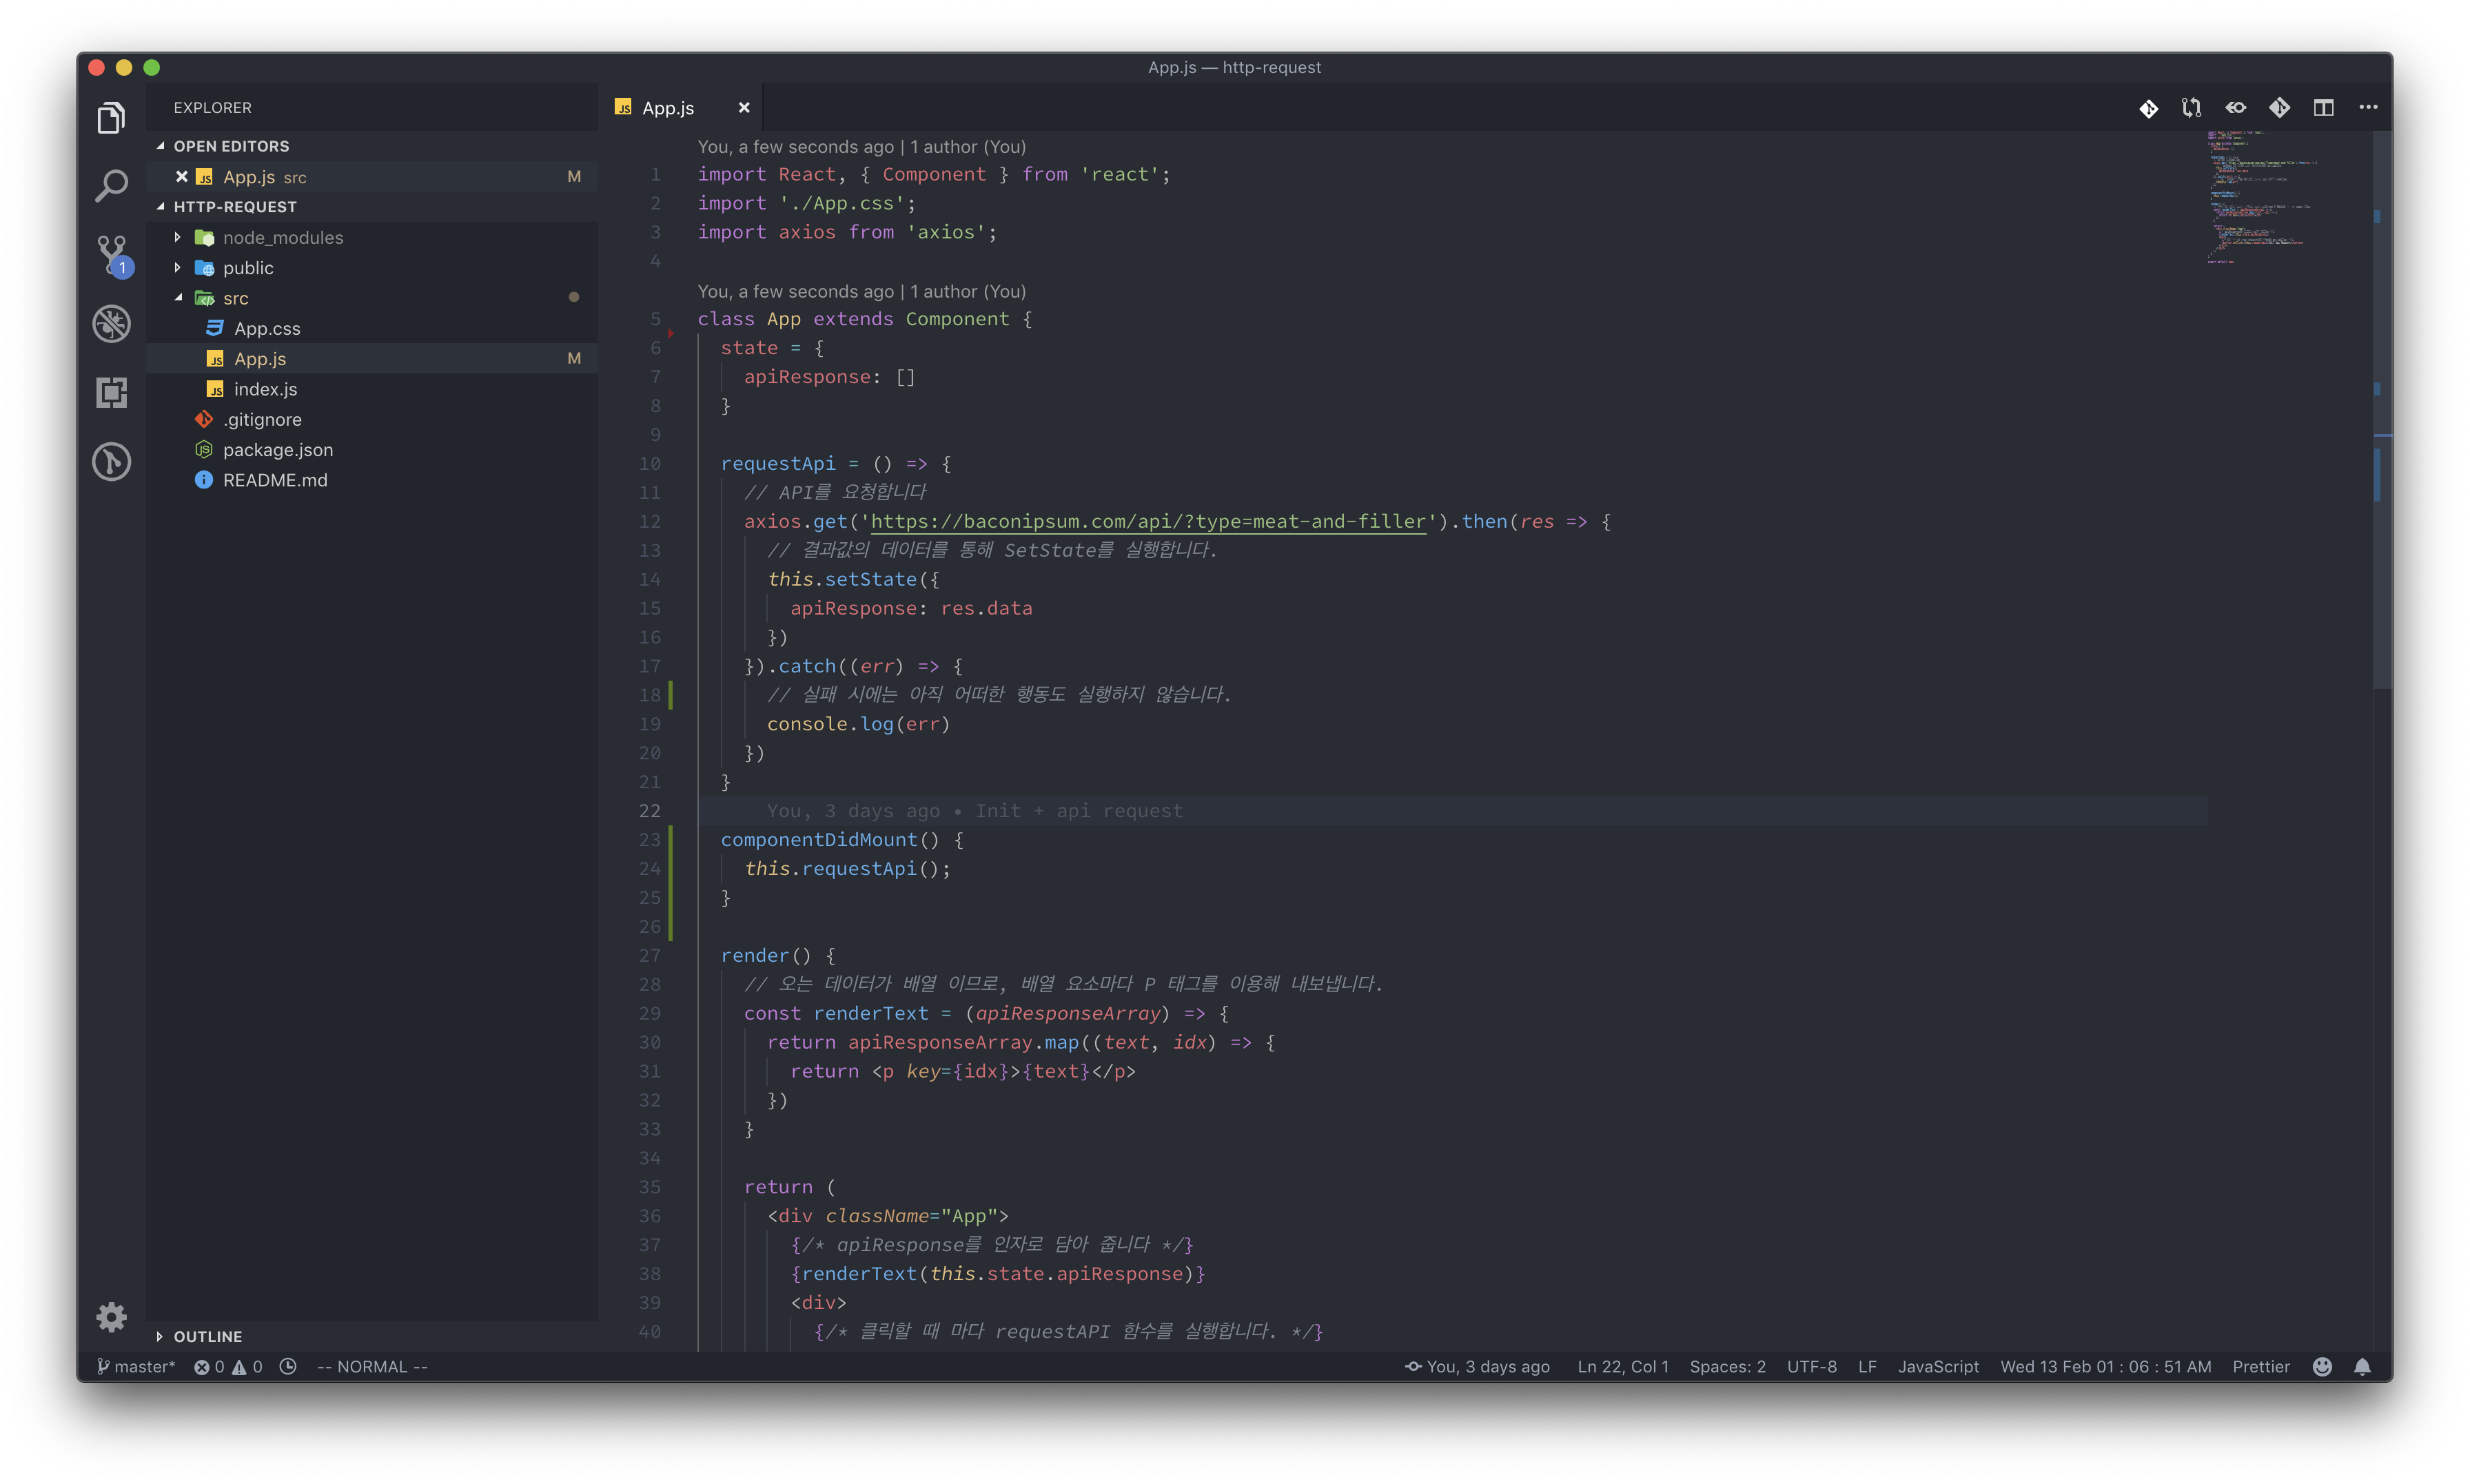 App.js — http-request
EXPLORER
OPEN EDITORS
App.js src M
HTTP-REQUEST
node_modules
public
src
App.css
App.js M
index.js
.gitignore
package.json
README.md
OUTLINE
1
App.js
You, a few seconds ago | 1 author (You)
1 import React, { Component } from 'react';
2 import './App.css';
3 import axios from 'axios';
4
You, a few seconds ago | 1 author (You)
5 class App extends Component {
6 state = {
7 apiResponse: []
8 }
9
10 requestApi = () => {
11 // API를 요청합니다
12 axios.get('https://baconipsum.com/api/?type=meat-and-filler').then(res => {
13 // 결과값의 데이터를 통해 SetState를 실행합니다.
14 this.setState({
15 apiResponse: res.data
16 })
17 }).catch((err) => {
18 // 실패 시에는 아직 어떠한 행동도 실행하지 않습니다.
19 console.log(err)
20 })
21 }
22 You, 3 days ago • Init + api request
23 componentDidMount() {
24 this.requestApi();
25 }
26
27 render() {
28 // 오는 데이터가 배열 이므로, 배열 요소마다 P 태그를 이용해 내보냅니다.
29 const renderText = (apiResponseArray) => {
30 return apiResponseArray.map((text, idx) => {
31 return <p key={idx}>{text}</p>
32 })
33 }
34
35 return (
36 <div className="App">
37 {/* apiResponse를 인자로 담아 줍니다 */}
38 {renderText(this.state.apiResponse)}
39 <div>
40 {/* 클릭할 때 마다 requestAPI 함수를 실행합니다. */}
master* 0 0 -- NORMAL -- You, 3 days ago Ln 22, Col 1 Spaces: 2 UTF-8 LF JavaScript Wed 13 Feb 01 : 06 : 51 AM Prettier